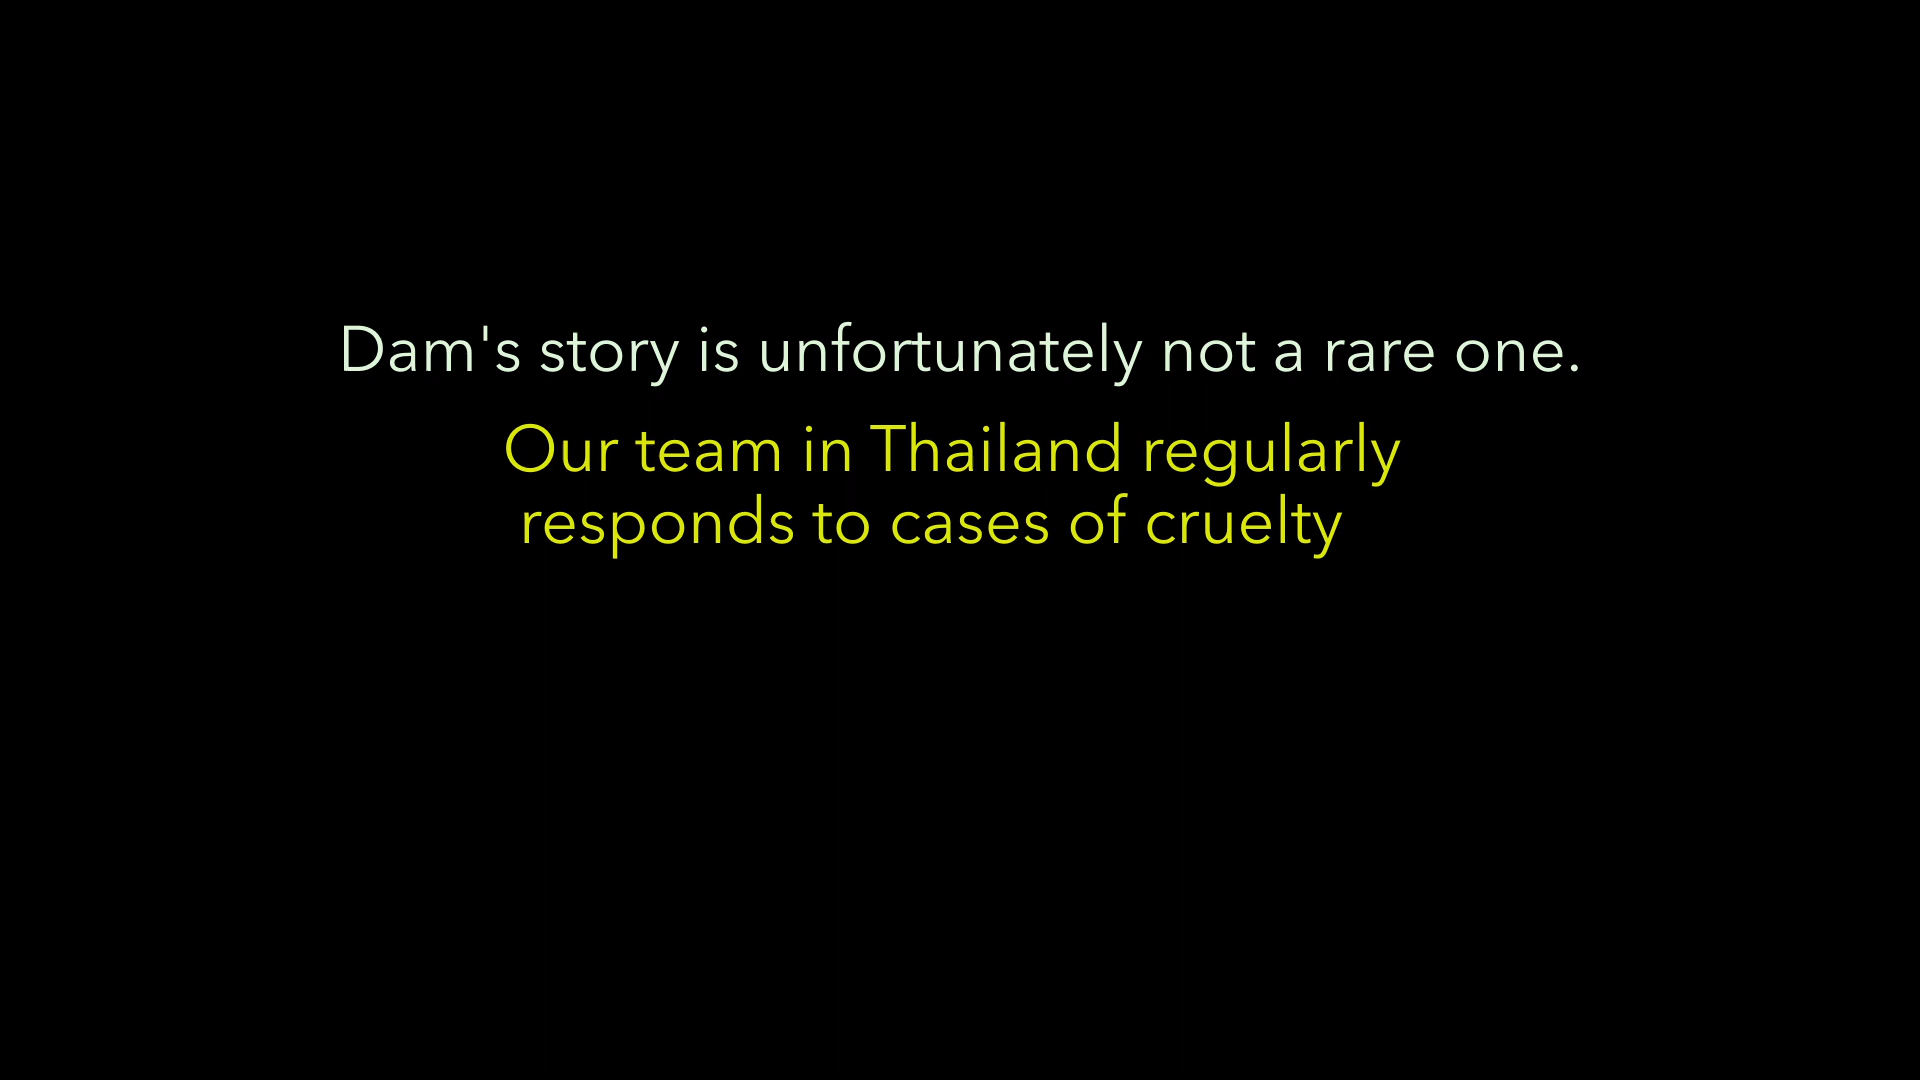 Dam's story is unfortunately not a rare one.
Our team in Thailand regularly
responds to cases of cruelty